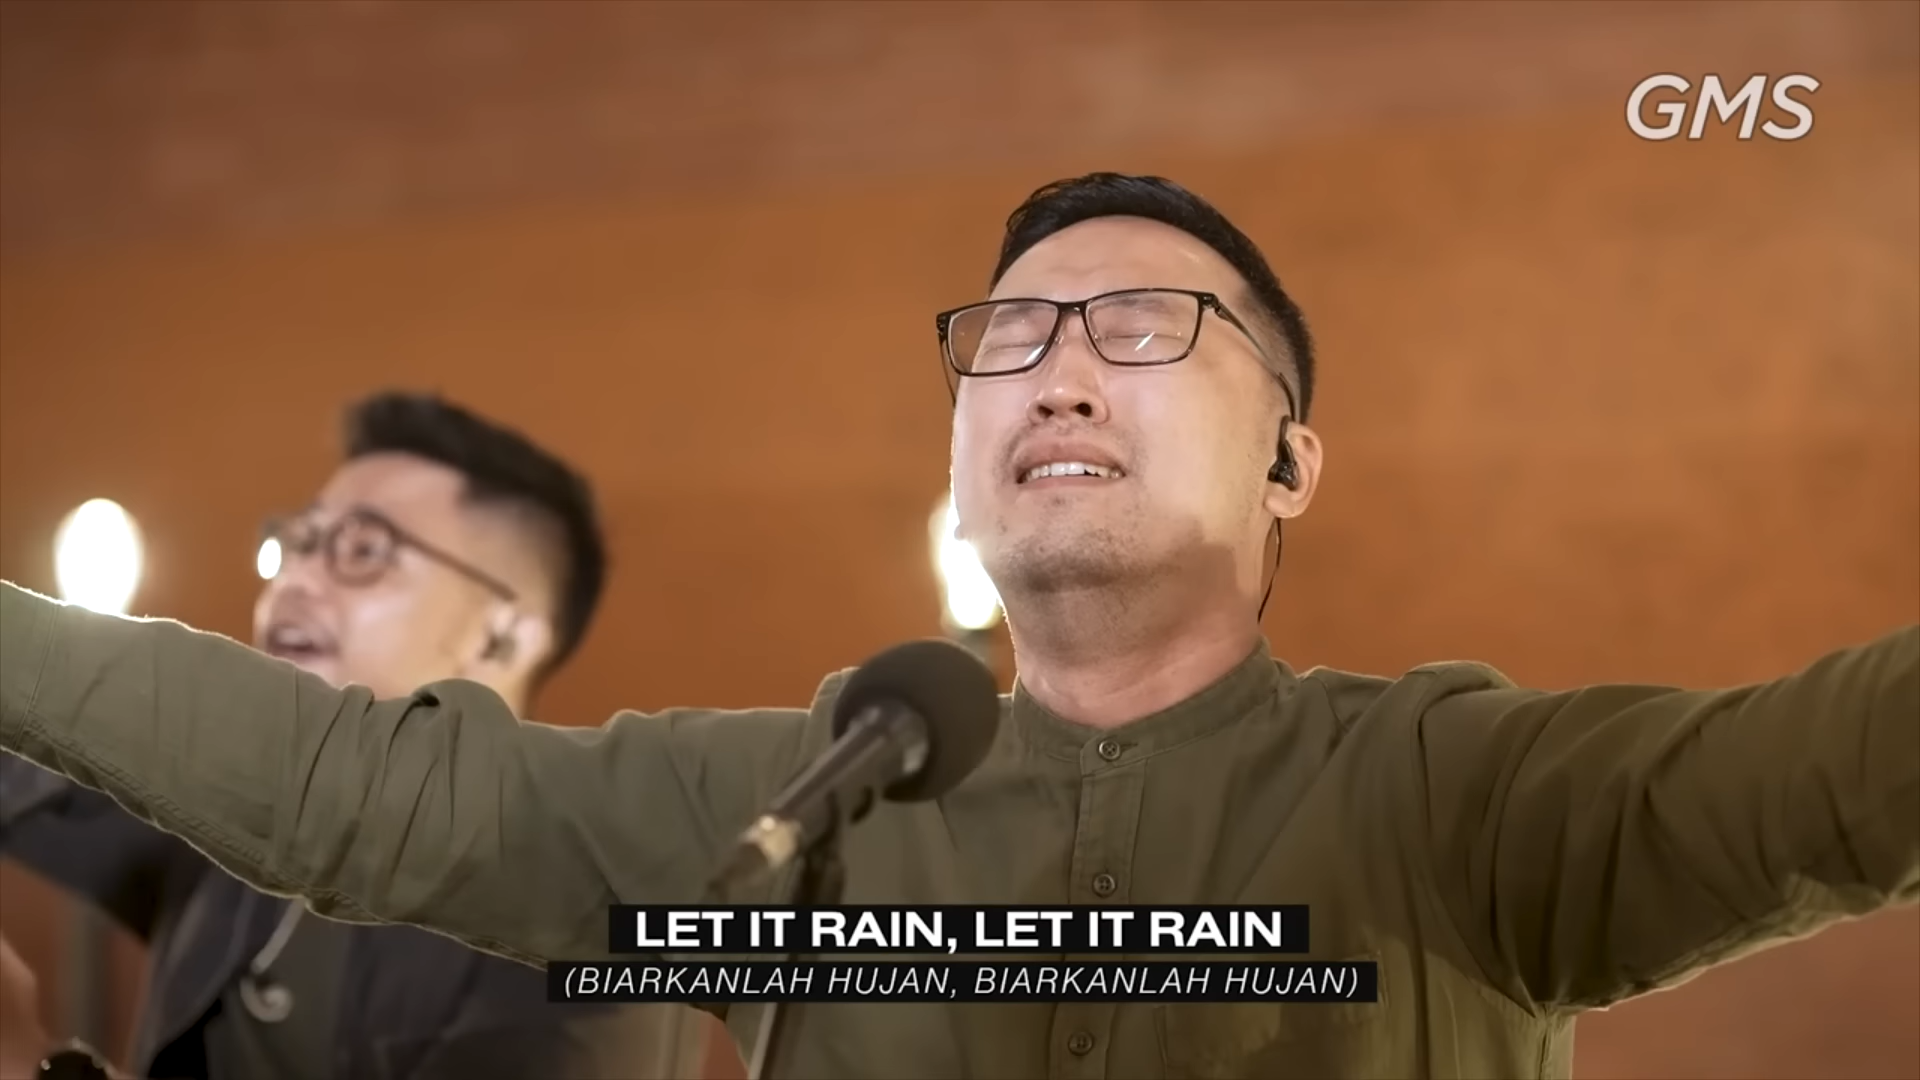 GMS
LET IT RAIN, LET IT RAIN
(BIARKANLAH HUJAN, BIARKANLAH HUJAN)